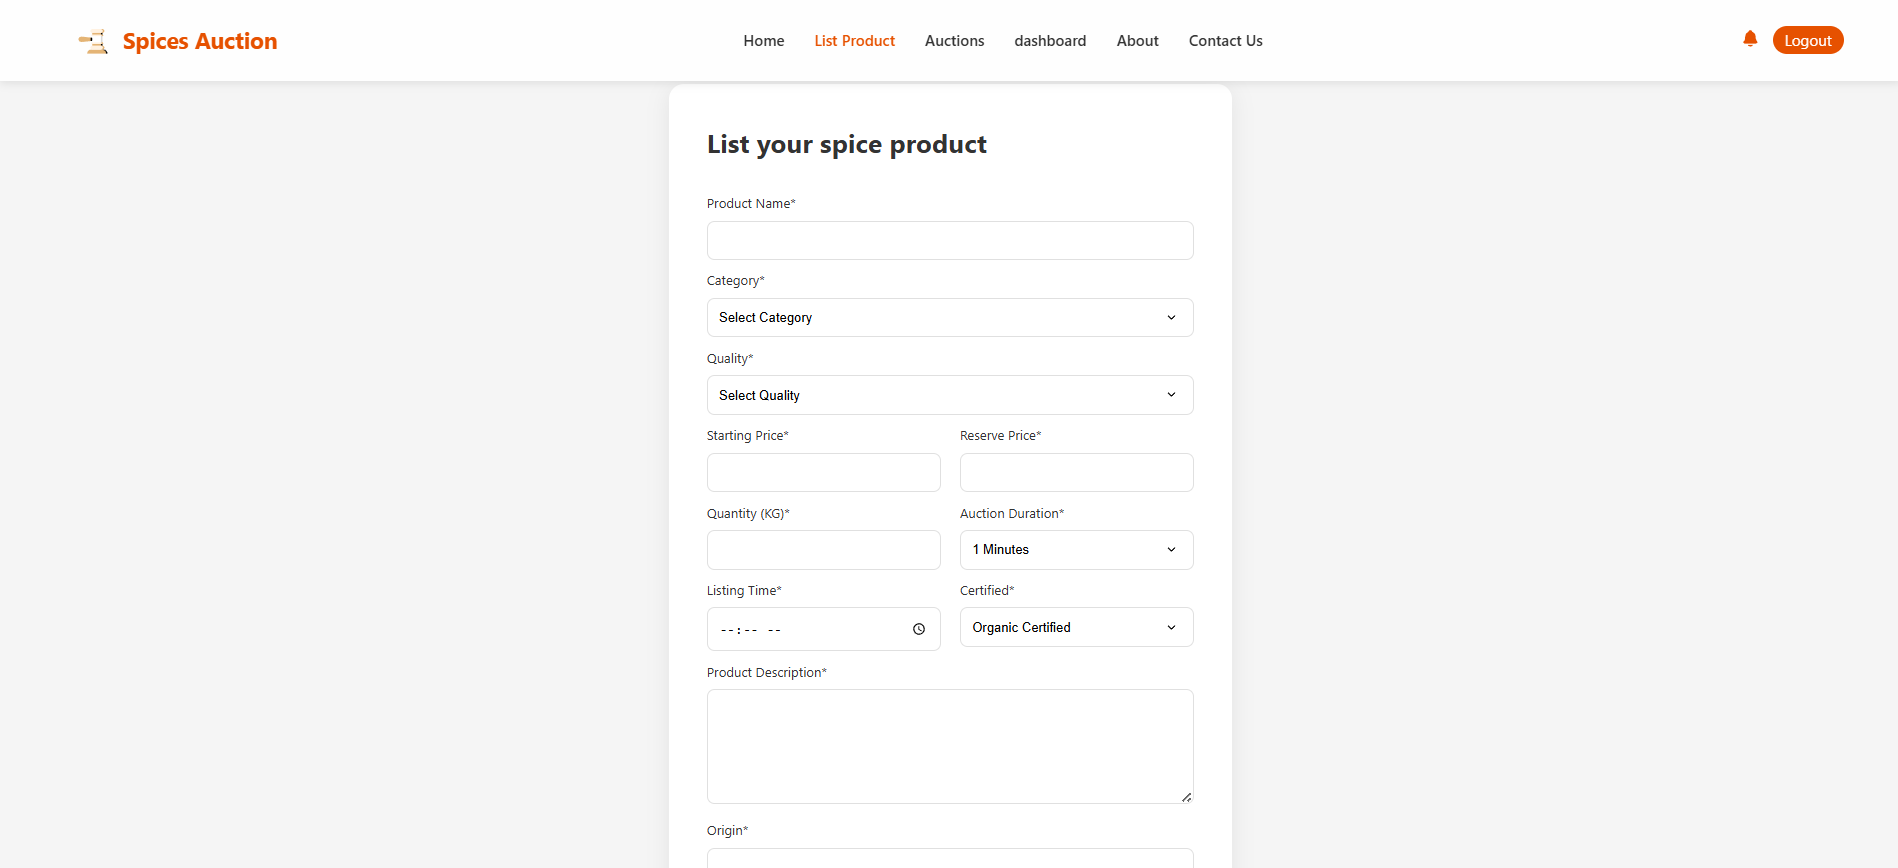 Spices Auction
Home List Product Auctions dashboard About Contact Us
Logout
List your spice product
Product Name*
Category*
Select Category
Quality*
Select Quality
Starting Price* Reserve Price*
Quantity (KG)* Auction Duration*
1 Minutes
Listing Time* Certified*
--:-- -- Organic Certified
Product Description*
Origin*